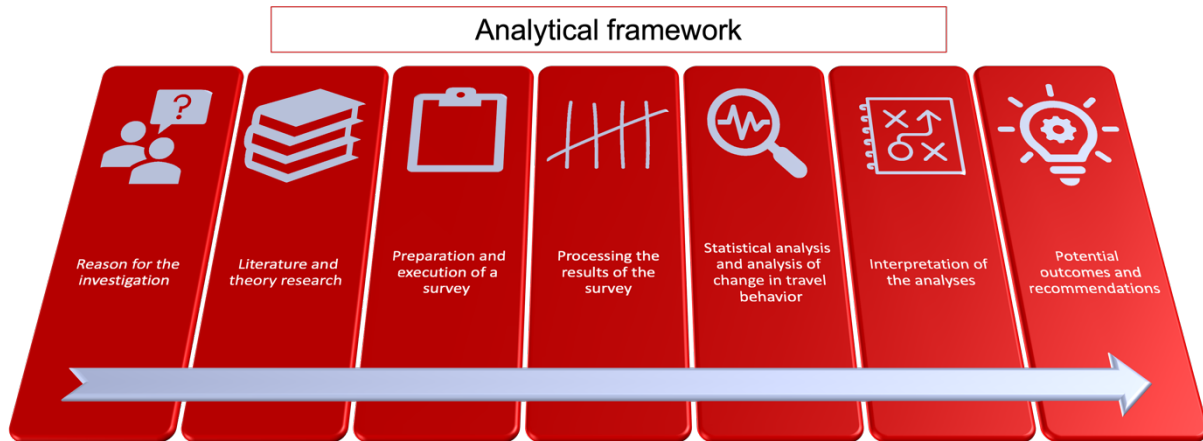 Analytical framework
?
Reason for the
investigation
Literature and
theory research
Preparation and
execution of a
survey
Processing the
results of the
survey
Statistical analysis
and analysis of
change in travel
behavior
Interpretation of
the analyses
Potential
outcomes and
recommendations